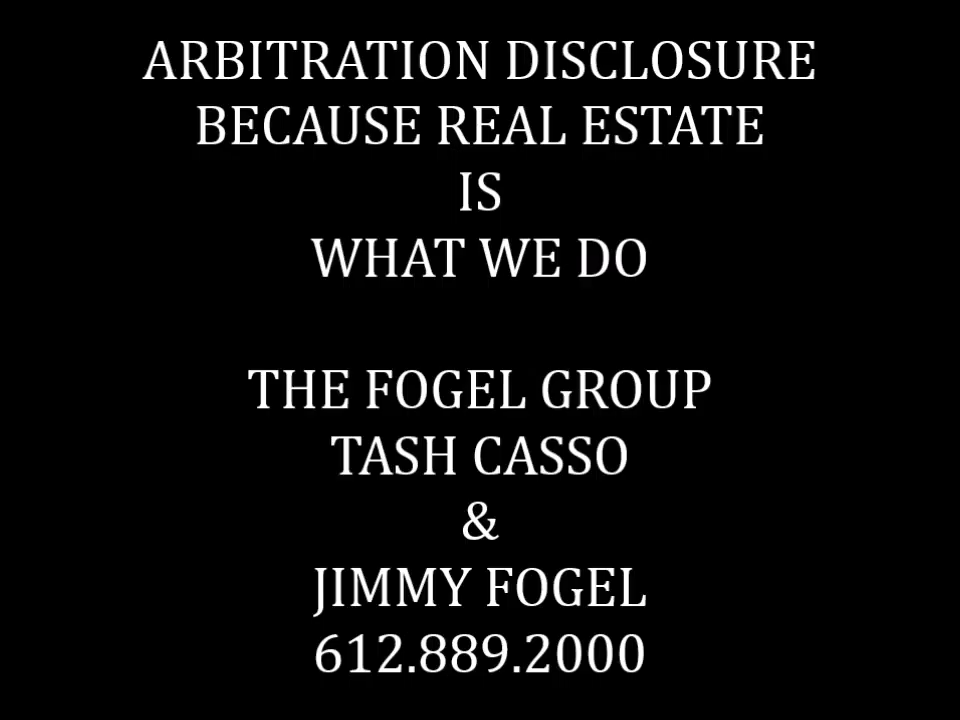 ARBITRATION DISCLOSURE
BECAUSE REAL ESTATE
IS
WHAT WE DO
THE FOGEL GROUP
TASH CASSO
&
JIMMY FOGEL
612.889.2000